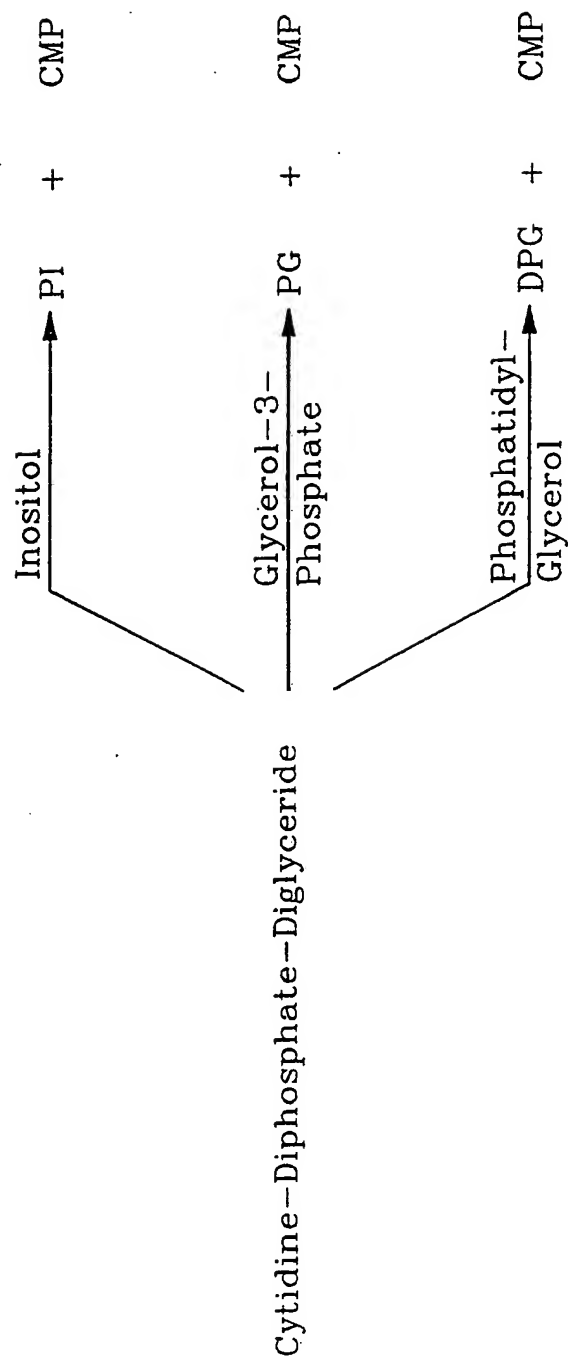 Cytidine-Diphosphate-Diglyceride
Inositol
PI + CMP
Glycerol-3-
Phosphate
PG + CMP
Phosphatidyl-
Glycerol
DPG + CMP